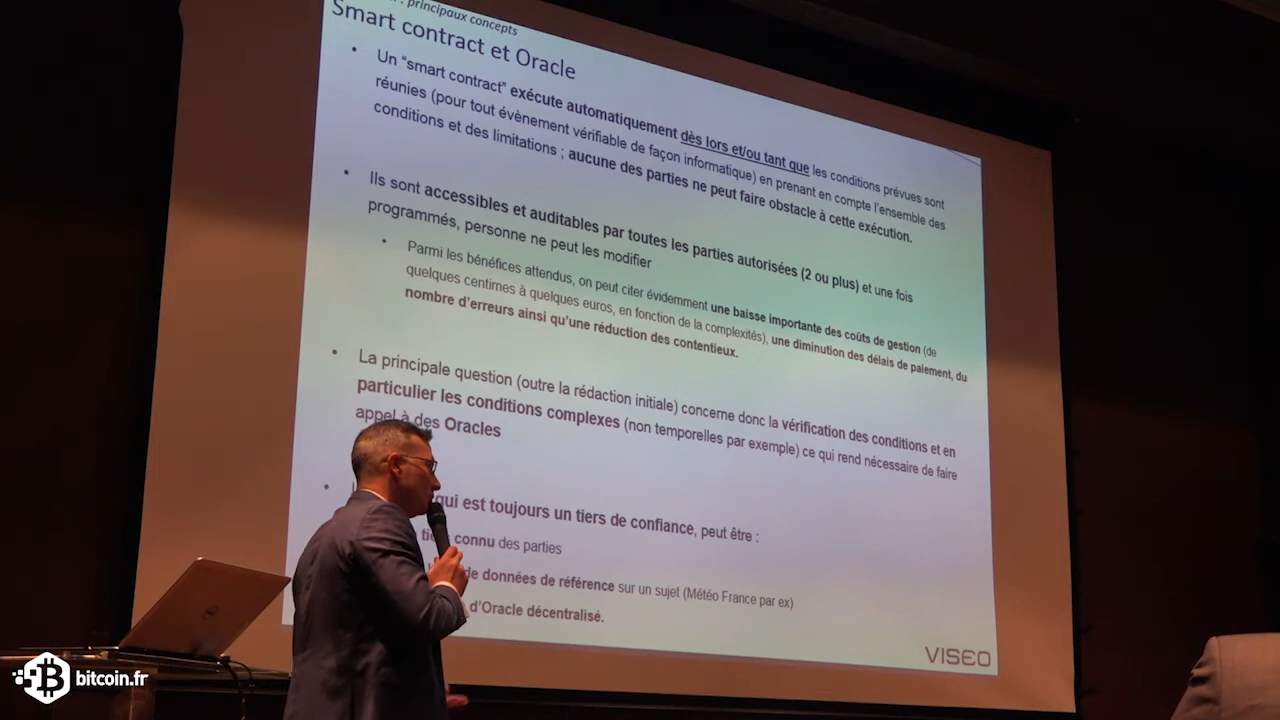 : principaux concepts
Smart contract et Oracle
• Un “smart contract” exécute automatiquement dès lors et/ou tant que les conditions prévues sont
réunies (pour tout évènement vérifiable de façon informatique) en prenant en compte l’ensemble des
conditions et des limitations ; aucune des parties ne peut faire obstacle à cette exécution.
• Ils sont accessibles et auditables par toutes les parties autorisées (2 ou plus) et une fois
programmés, personne ne peut les modifier
• Parmi les bénéfices attendus, on peut citer évidemment une baisse importante des coûts de gestion (de
quelques centimes à quelques euros, en fonction de la complexités), une diminution des délais de paiement, du
nombre d’erreurs ainsi qu’une réduction des contentieux.
• La principale question (outre la rédaction initiale) concerne donc la vérification des conditions et en
particulier les conditions complexes (non temporelles par exemple) ce qui rend nécessaire de faire
appel à des Oracles
• qui est toujours un tiers de confiance, peut être :
connu des parties
de données de référence sur un sujet (Météo France par ex)
d’Oracle décentralisé.
VISEO
bitcoin.fr